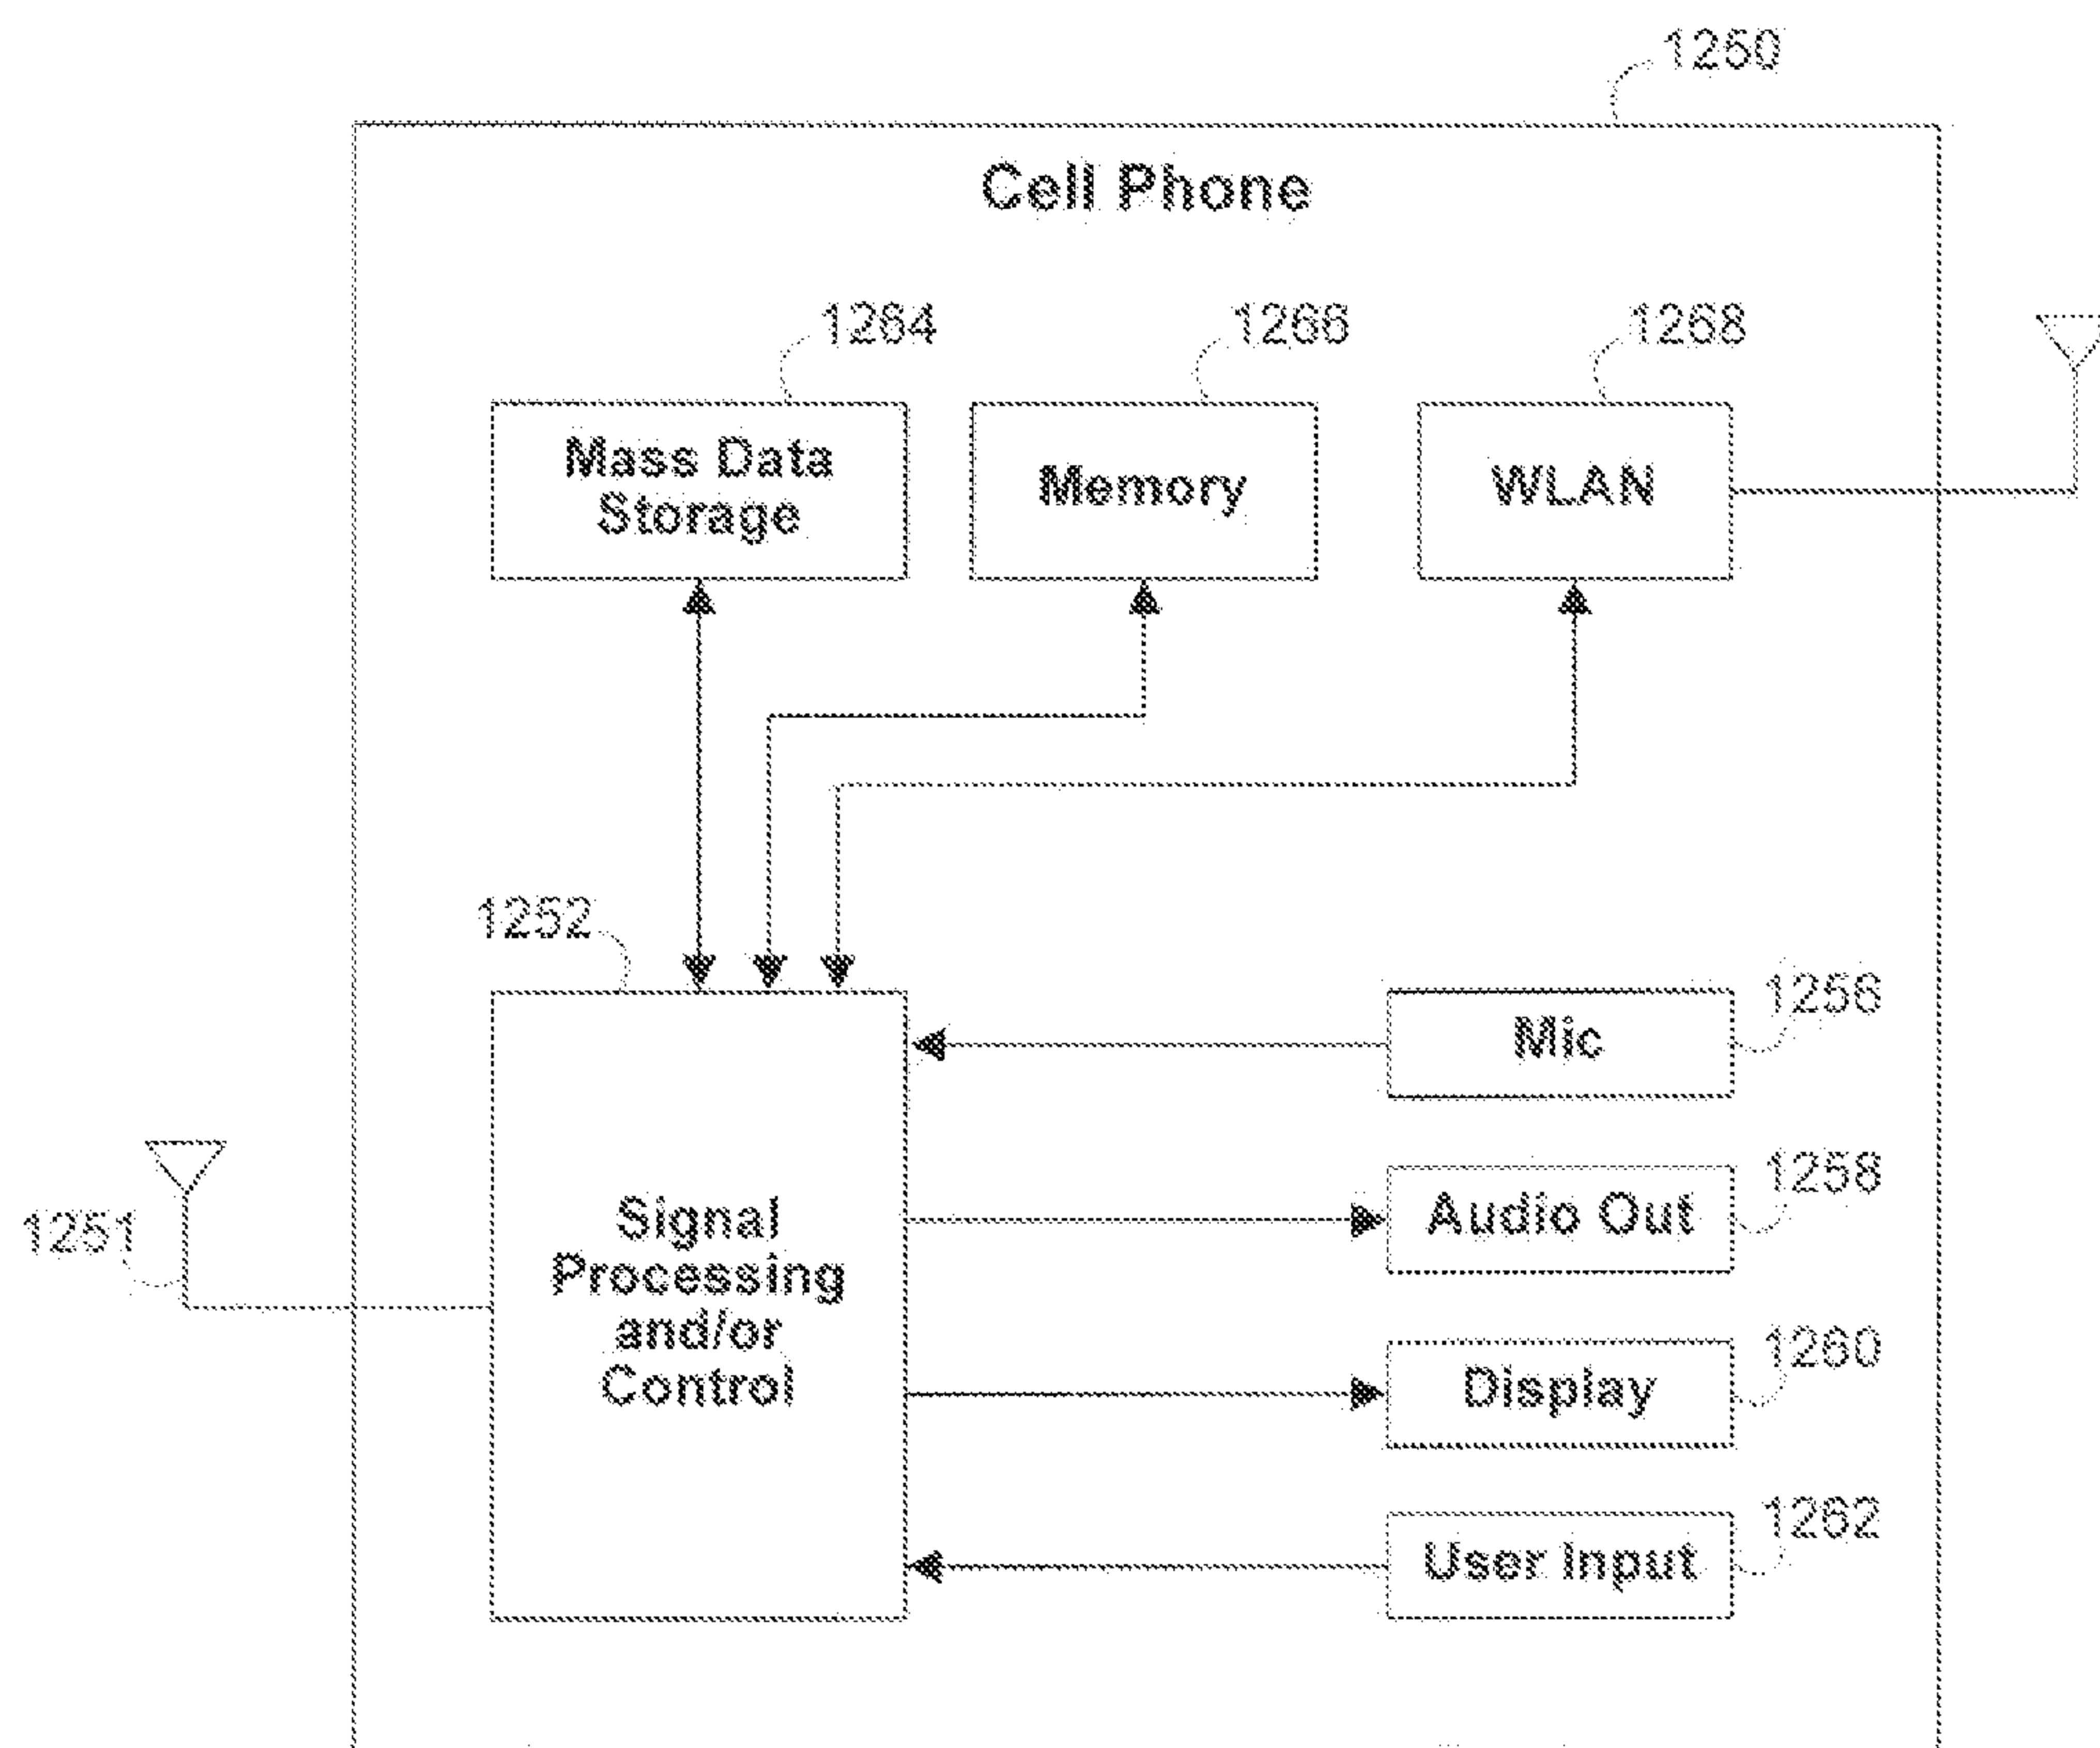 1250
Cell Phone
1264
1266
1268
Mass Data
Storage
Memory
WLAN
1252
1256
Mic
1258
Audio Out
1251
Signal
Processing
and/or
Control
1260
Display
1262
User Input